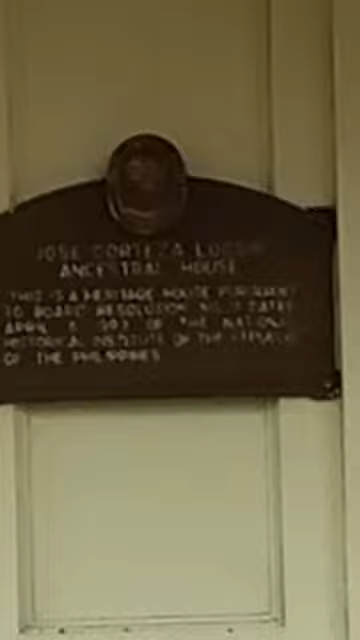 JOSE CORTEZA
ANCESTRAL HOUSE
THIS IS A HERITAGE HOUSE PURSUANT
TO BOARD RESOLUTION DATED
APRIL OF THE NATIONAL
HISTORICAL INSTITUTE OF THE
OF THE PHILIPPINES